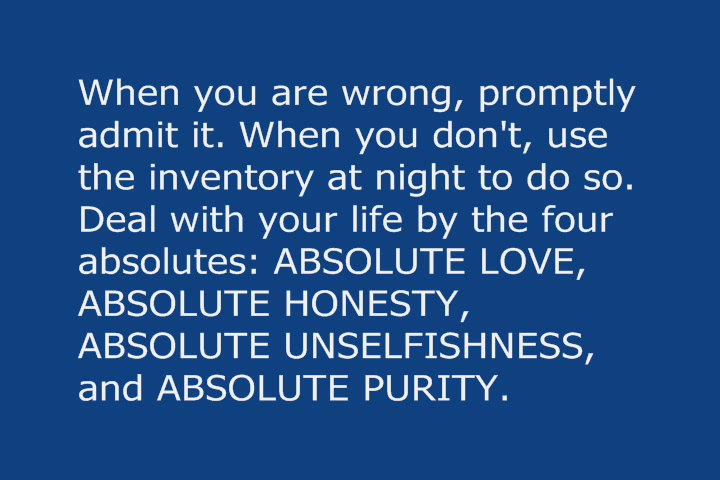 When you are wrong, promptly
admit it. When you don't, use
the inventory at night to do so.
Deal with your life by the four
absolutes: ABSOLUTE LOVE,
ABSOLUTE HONESTY,
ABSOLUTE UNSELFISHNESS,
and ABSOLUTE PURITY.